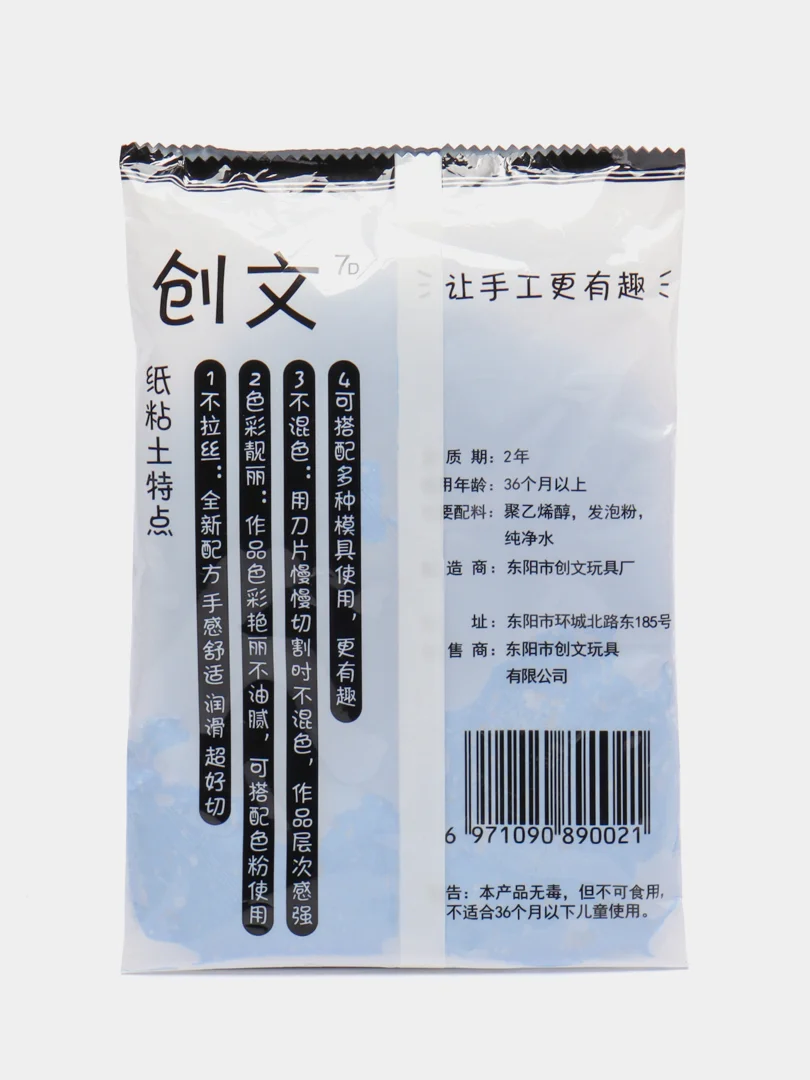 创文 7D
让手工更有趣
纸粘土特点
1不拉丝：全新配方 手感舒适 润滑 超好切
2色彩靓丽：作品色彩艳丽不油腻，可搭配色粉使用
3不混色：用刀片慢慢切割时不混色，作品层次感强
4可搭配多种模具使用，更有趣
质 期：2年
用年龄：36个月以上
要配料：聚乙烯醇，发泡粉，
纯净水
造 商：东阳市创文玩具厂
址：东阳市环城北路东185号
售 商：东阳市创文玩具
有限公司
6 971090 890021
告：本产品无毒，但不可食用，
不适合36个月以下儿童使用。